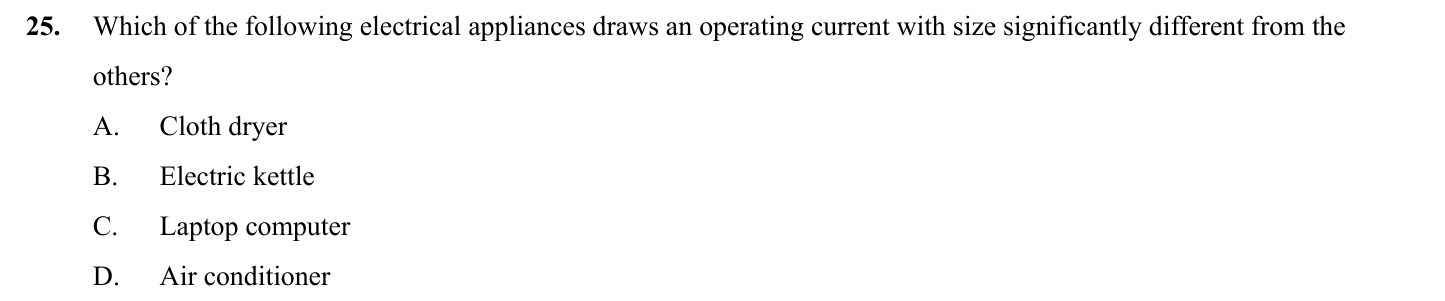 25. Which of the following electrical appliances draws an operating current with size significantly different from the
others?
A. Cloth dryer
B. Electric kettle
C. Laptop computer
D. Air conditioner